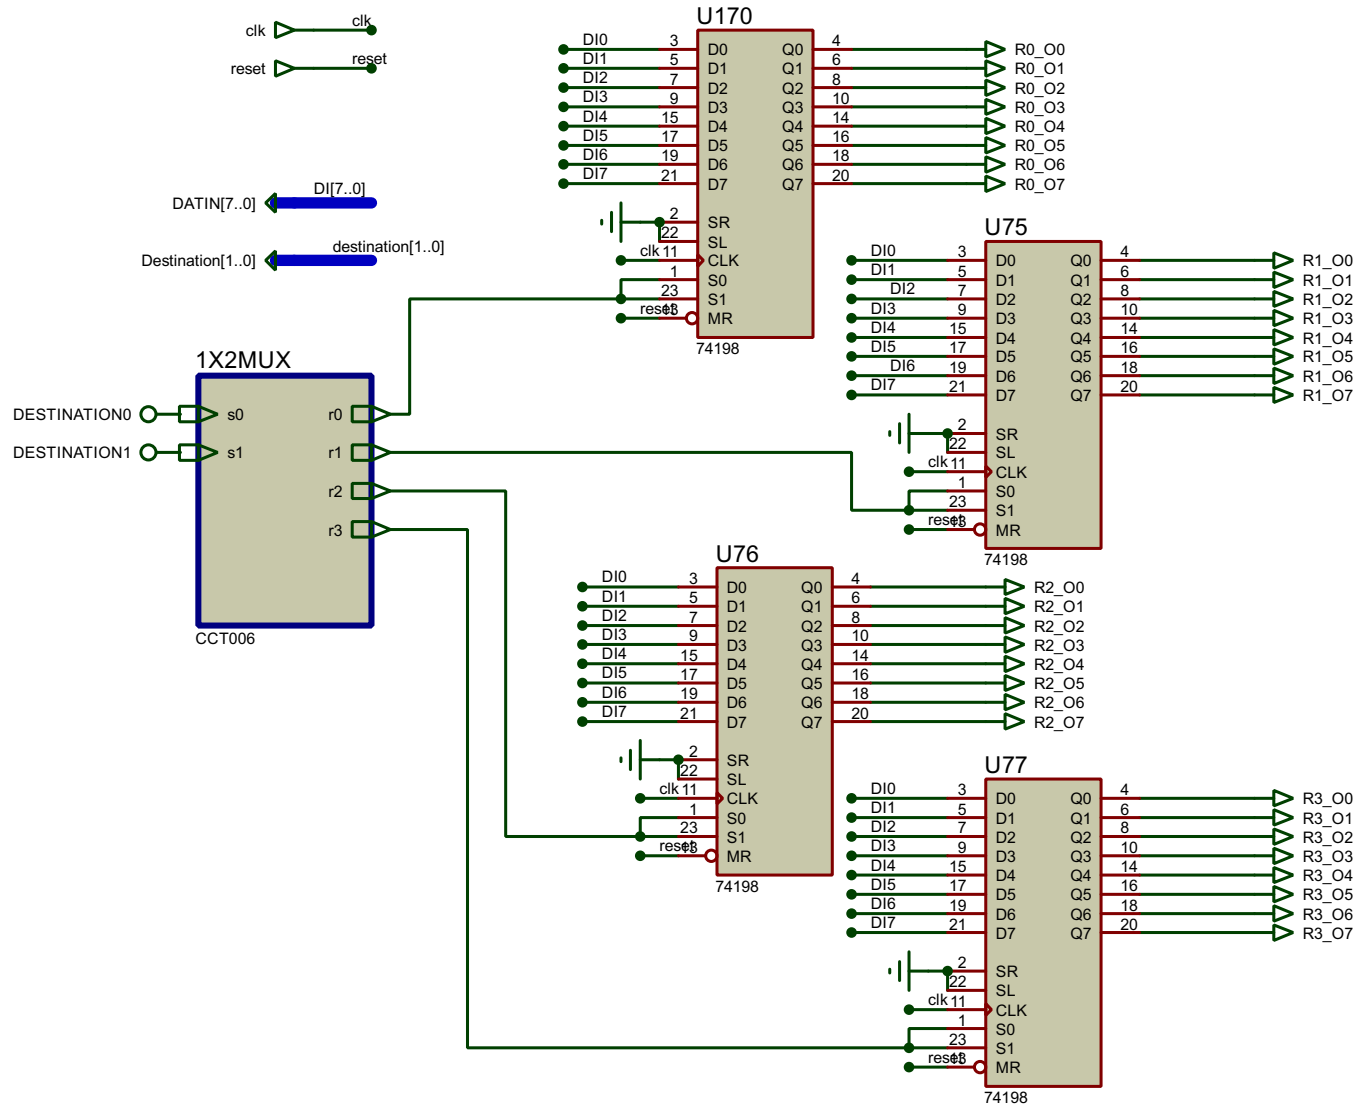 clk clk
reset reset
DATIN[7..0] DI[7..0]
Destination[1..0] destination[1..0]
1X2MUX
DESTINATION0 s0 r0
DESTINATION1 s1 r1
r2
r3
CCT006
U170
DI0 3 D0 Q0 4 R0_O0
DI1 5 D1 Q1 6 R0_O1
DI2 7 D2 Q2 8 R0_O2
DI3 9 D3 Q3 10 R0_O3
DI4 15 D4 Q4 14 R0_O4
DI5 17 D5 Q5 16 R0_O5
DI6 19 D6 Q6 18 R0_O6
DI7 21 D7 Q7 20 R0_O7
2 SR
22 SL
clk 11 CLK
1 S0
23 S1
reset 13 MR
74198
U75
DI0 3 D0 Q0 4 R1_O0
DI1 5 D1 Q1 6 R1_O1
DI2 7 D2 Q2 8 R1_O2
DI3 9 D3 Q3 10 R1_O3
DI4 15 D4 Q4 14 R1_O4
DI5 17 D5 Q5 16 R1_O5
DI6 19 D6 Q6 18 R1_O6
DI7 21 D7 Q7 20 R1_O7
2 SR
22 SL
clk 11 CLK
1 S0
23 S1
reset 13 MR
74198
U76
DI0 3 D0 Q0 4 R2_O0
DI1 5 D1 Q1 6 R2_O1
DI2 7 D2 Q2 8 R2_O2
DI3 9 D3 Q3 10 R2_O3
DI4 15 D4 Q4 14 R2_O4
DI5 17 D5 Q5 16 R2_O5
DI6 19 D6 Q6 18 R2_O6
DI7 21 D7 Q7 20 R2_O7
2 SR
22 SL
clk 11 CLK
1 S0
23 S1
reset 13 MR
74198
U77
DI0 3 D0 Q0 4 R3_O0
DI1 5 D1 Q1 6 R3_O1
DI2 7 D2 Q2 8 R3_O2
DI3 9 D3 Q3 10 R3_O3
DI4 15 D4 Q4 14 R3_O4
DI5 17 D5 Q5 16 R3_O5
DI6 19 D6 Q6 18 R3_O6
DI7 21 D7 Q7 20 R3_O7
2 SR
22 SL
clk 11 CLK
1 S0
23 S1
reset 13 MR
74198